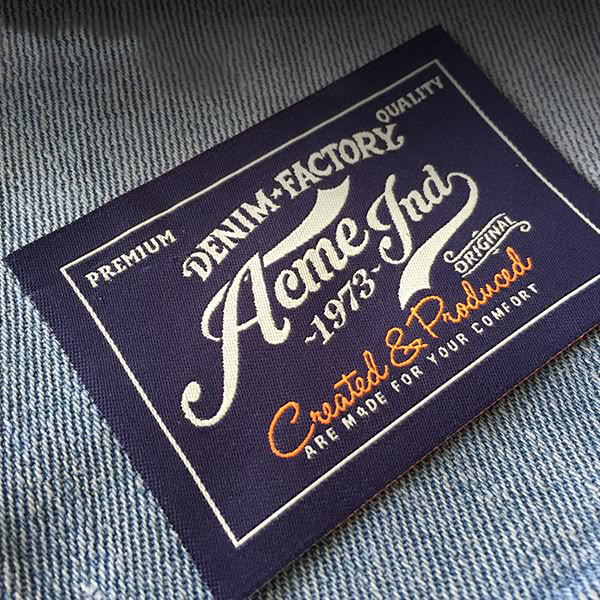 PREMIUM
QUALITY
DENIM★FACTORY
Acme Ind
~1973~
ORIGINAL
Created & Produced
ARE MADE FOR YOUR COMFORT